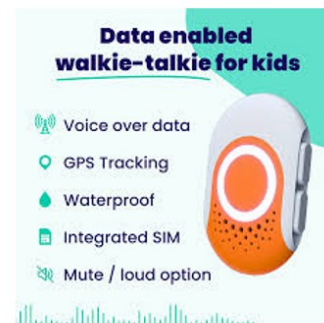 Data enabled
walkie-talkie for kids
Voice over data
GPS Tracking
Waterproof
Integrated SIM
Mute / loud option